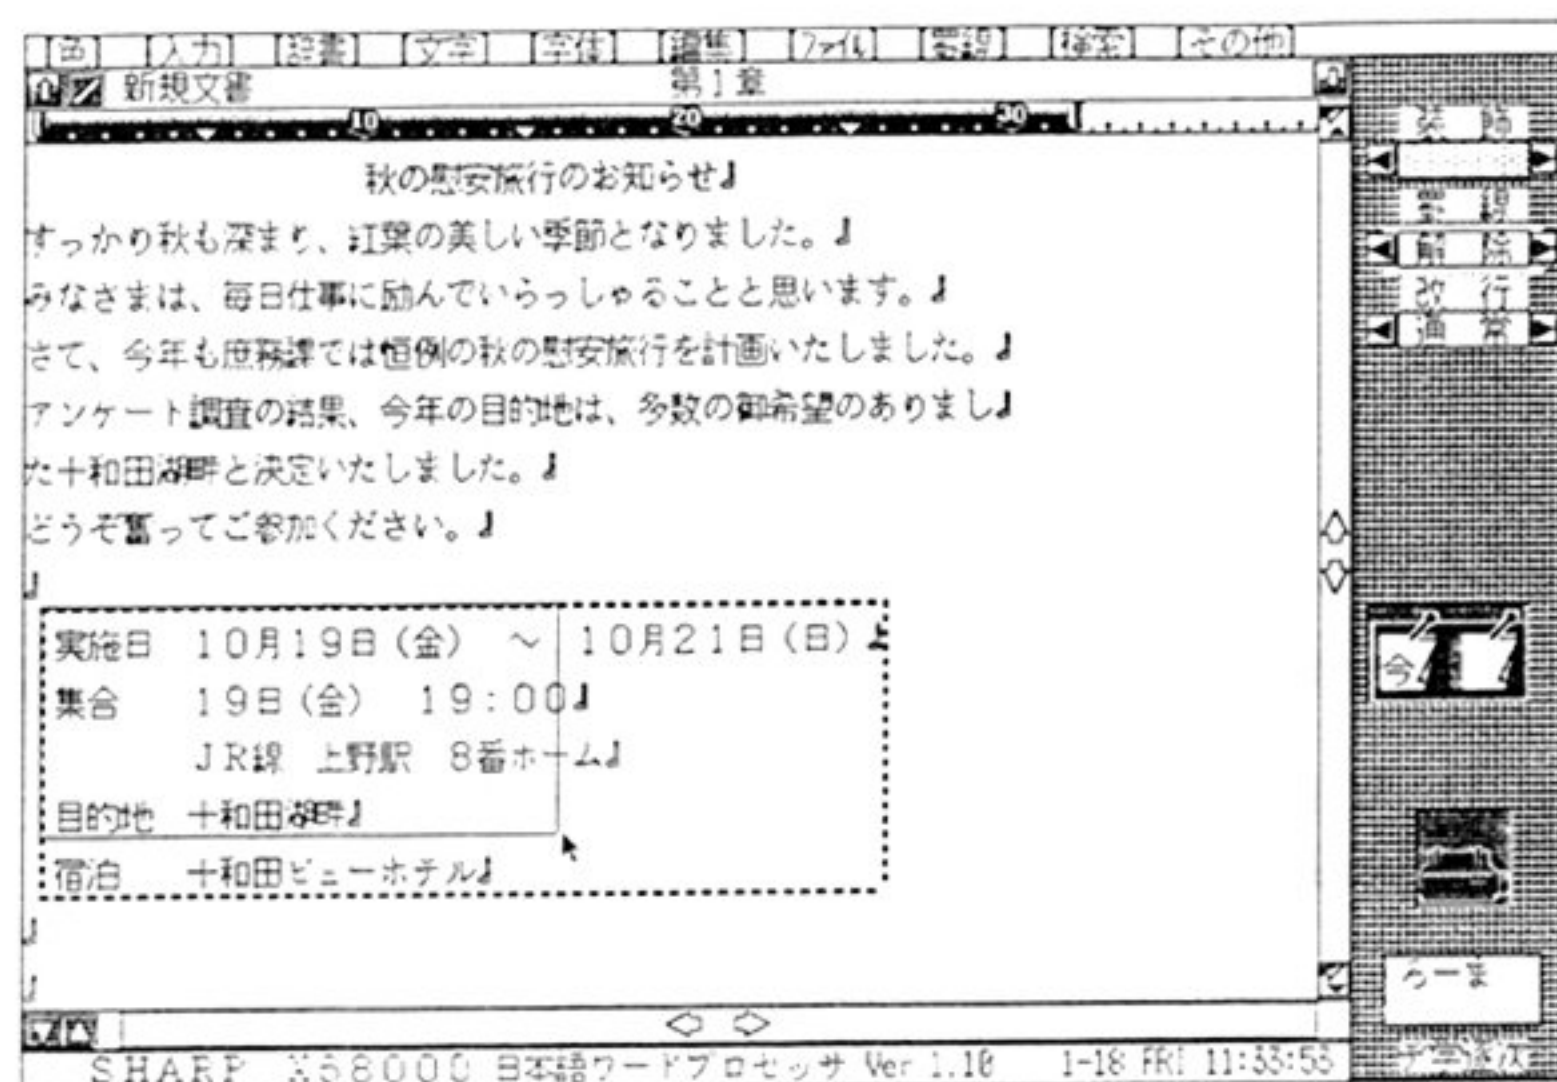 [色] [入力] [辞書] [文字] [字体] [編集] [ファイル] [罫線] [検索] [その他]
新規文書 第1章
10 20 30
秋の慰安旅行のお知らせ
すっかり秋も深まり、紅葉の美しい季節となりました。
みなさまは、毎日仕事に励んでいらっしゃることと思います。
さて、今年も庶務課では恒例の秋の慰安旅行を計画いたしました。
アンケート調査の結果、今年の目的地は、多数の御希望のありまし
た十和田湖畔と決定いたしました。
どうぞ奮ってご参加ください。
実施日 10月19日(金) ~ 10月21日(日)
集合 19日(金) 19:00
JR線 上野駅 8番ホーム
目的地 十和田湖畔
宿泊 十和田ビューホテル
装飾
罫線
解除
改行
通常
今
ろーま
SHARP X68000 日本語ワードプロセッサ Ver 1.10 1-18 FRI 11:33:53